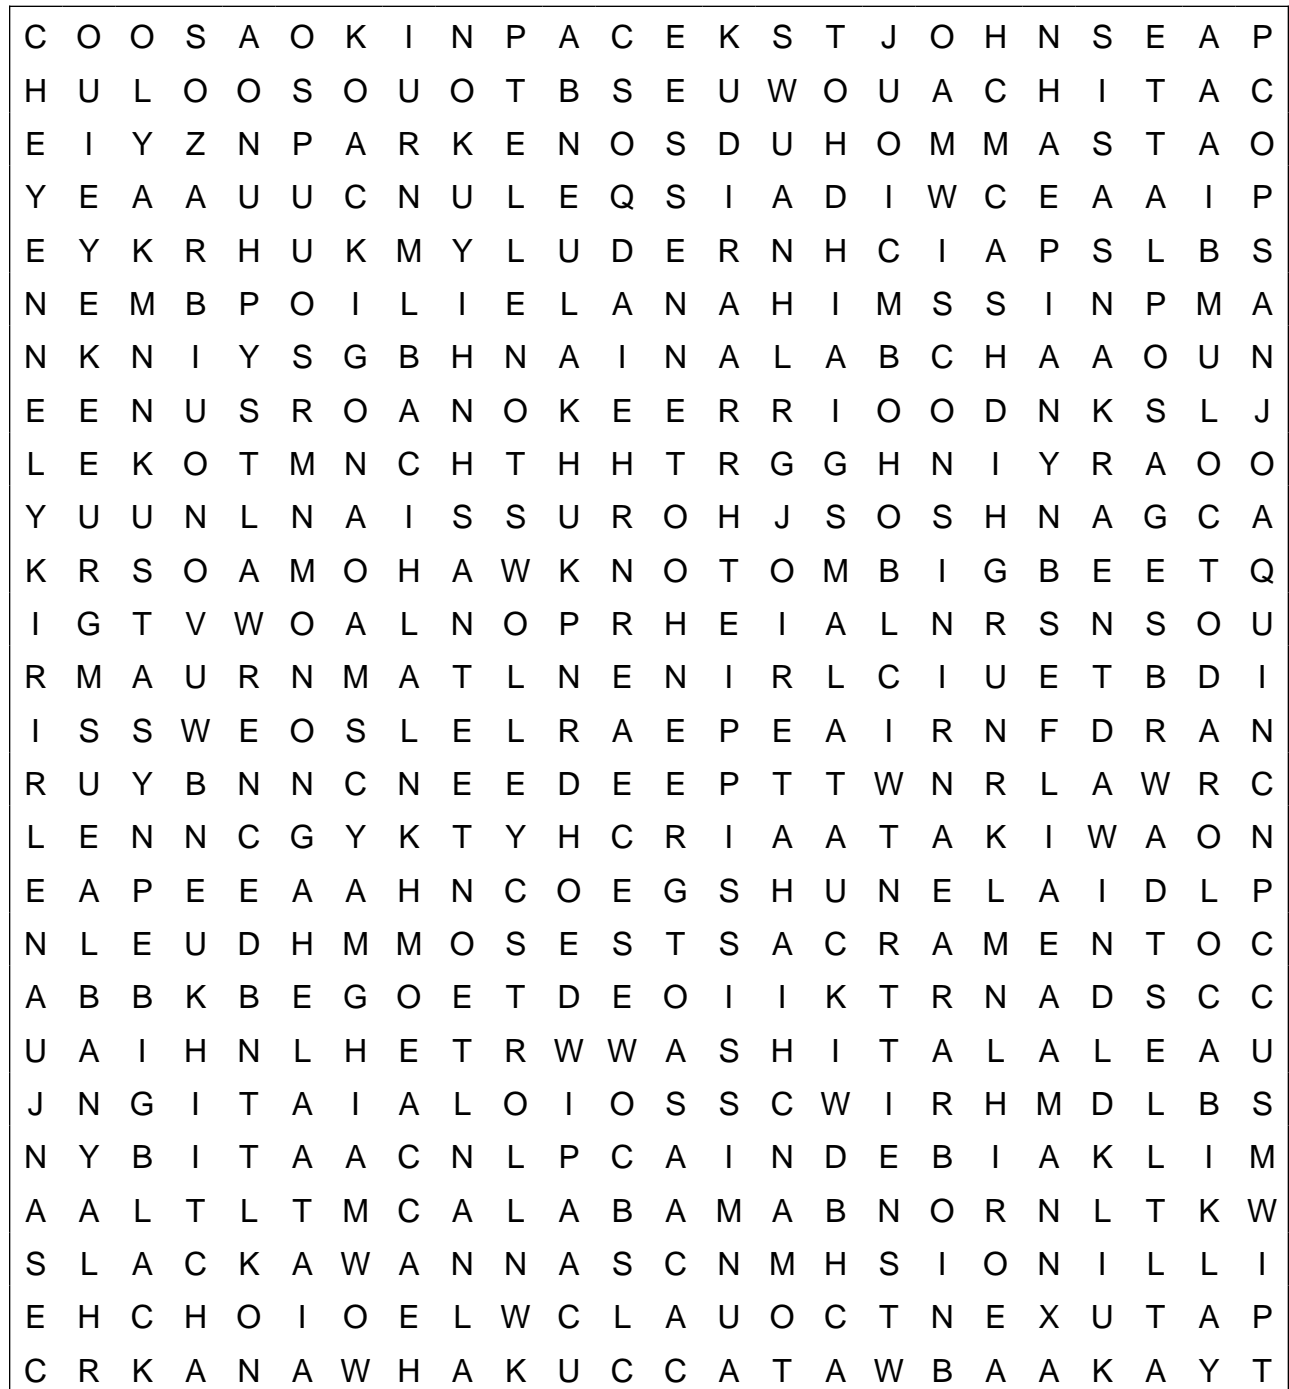 C O O S A O K I N P A C E K S T J O H N S E A P
H U L O O S O U O T B S E U W O U A C H I T A C
E I Y Z N P A R K E N O S D U H O M M A S T A O
Y E A A U U C N U L E Q S I A D I W C E A A I P
E Y K R H U K M Y L U D E R N H C I A P S L B S
N E M B P O I L I E L A N A H I M S S I N P M A
N K N I Y S G B H N A I N A L A B C H A A O U N
E E N U S R O A N O K E E R R I O O D N K S L J
L E K O T M N C H T H H T R G G H N I Y R A O O
Y U U N L N A I S S U R O H J S O S H N A G C A
K R S O A M O H A W K N O T O M B I G B E E T Q
I G T V W O A L N O P R H E I A L N R S N S O U
R M A U R N M A T L N E N I R L C I U E T B D I
I S S W E O S L E L R A E P E A I R N F D R A N
R U Y B N N C N E E D E E P T T W N R L A W R C
L E N N C G Y K T Y H C R I A A T A K I W A O N
E A P E E A A H N C O E G S H U N E L A I D L P
N L E U D H M M O S E S T S A C R A M E N T O C
A B B K B E G O E T D E O I I K T R N A D S C C
U A I H N L H E T R W W A S H I T A L A L E A U
J N G I T A I A L O I O S S C W I R H M D L B S
N Y B I T A A C N L P C A I N D E B I A K L I M
A A L T L T M C A L A B A M A B N O R N L T K W
S L A C K A W A N N A S C N M H S I O N I L L I
E H C H O I O E L W C L A U O C T N E X U T A P
C R K A N A W H A K U C C A T A W B A A K A Y T